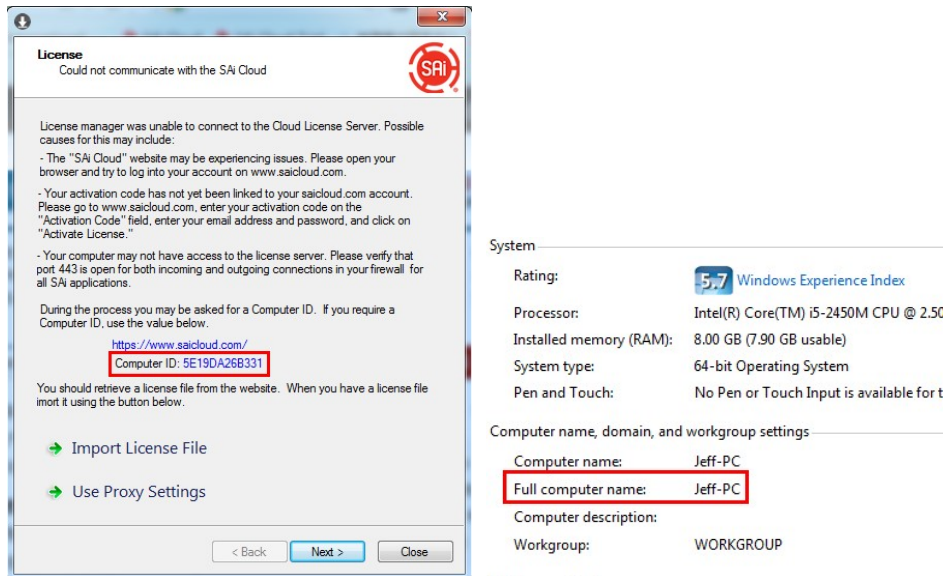 License
Could not communicate with the SAi Cloud
SAi
License manager was unable to connect to the Cloud License Server. Possible
causes for this may include:
- The "SAi Cloud" website may be experiencing issues. Please open your
browser and try to log into your account on www.saicloud.com.
- Your activation code has not yet been linked to your saicloud.com account.
Please go to www.saicloud.com, enter your activation code on the
"Activation Code" field, enter your email address and password, and click on
"Activate License."
- Your computer may not have access to the license server. Please verify that
port 443 is open for both incoming and outgoing connections in your firewall for
all SAi applications.
During the process you may be asked for a Computer ID. If you require a
Computer ID, use the value below.
https://www.saicloud.com/
Computer ID: 5E19DA26B331
You should retrieve a license file from the website. When you have a license file
imort it using the button below.
Import License File
Use Proxy Settings
< Back
Next >
Close
System
Rating:
5.7 Windows Experience Index
Processor:
Intel(R) Core(TM) i5-2450M CPU @ 2.50
Installed memory (RAM):
8.00 GB (7.90 GB usable)
System type:
64-bit Operating System
Pen and Touch:
No Pen or Touch Input is available for t
Computer name, domain, and workgroup settings
Computer name:
Jeff-PC
Full computer name:
Jeff-PC
Computer description:
Workgroup:
WORKGROUP